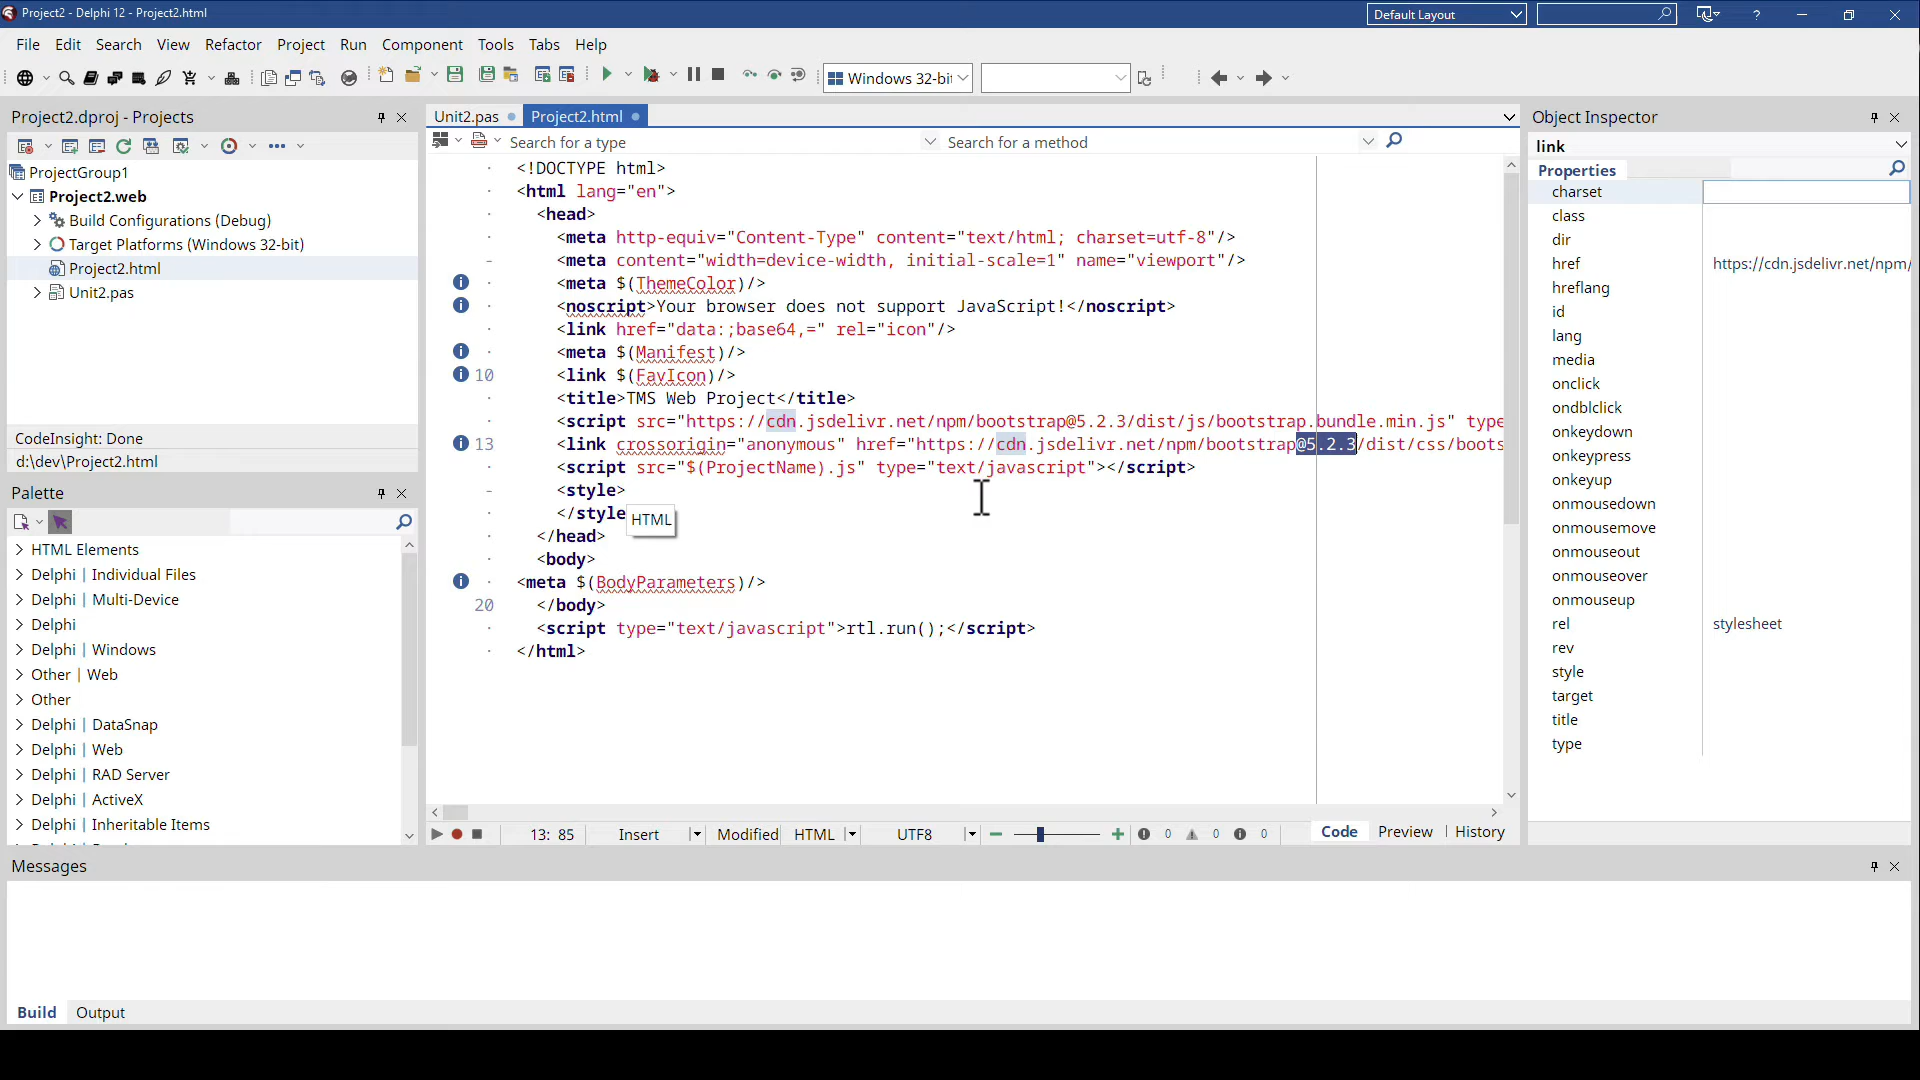 Project2 - Delphi 12 - Project2.html
Default Layout
?
File Edit Search View Refactor Project Run Component Tools Tabs Help
Windows 32-bit
Project2.dproj - Projects
ProjectGroup1
Project2.web
Build Configurations (Debug)
Target Platforms (Windows 32-bit)
Project2.html
Unit2.pas
CodeInsight: Done
d:\dev\Project2.html
Palette
HTML Elements
Delphi | Individual Files
Delphi | Multi-Device
Delphi
Delphi | Windows
Other | Web
Other
Delphi | DataSnap
Delphi | Web
Delphi | RAD Server
Delphi | ActiveX
Delphi | Inheritable Items
Unit2.pas Project2.html
Search for a type Search for a method
<!DOCTYPE html>
<html lang="en">
<head>
<meta http-equiv="Content-Type" content="text/html; charset=utf-8"/>
<meta content="width=device-width, initial-scale=1" name="viewport"/>
<meta $(ThemeColor)/>
<noscript>Your browser does not support JavaScript!</noscript>
<link href="data:;base64,=" rel="icon"/>
<meta $(Manifest)/>
10 <link $(FavIcon)/>
<title>TMS Web Project</title>
<script src="https://cdn.jsdelivr.net/npm/bootstrap@5.2.3/dist/js/bootstrap.bundle.min.js" type
13 <link crossorigin="anonymous" href="https://cdn.jsdelivr.net/npm/bootstrap@5.2.3/dist/css/boots
<script src="$(ProjectName).js" type="text/javascript"></script>
<style>
</style
HTML
</head>
<body>
<meta $(BodyParameters)/>
20 </body>
<script type="text/javascript">rtl.run();</script>
</html>
13: 85 Insert Modified HTML UTF8 0 0 0 Code Preview History
Object Inspector
link
Properties
charset
class
dir
href https://cdn.jsdelivr.net/npm/
hreflang
id
lang
media
onclick
ondblclick
onkeydown
onkeypress
onkeyup
onmousedown
onmousemove
onmouseout
onmouseover
onmouseup
rel stylesheet
rev
style
target
title
type
Messages
Build Output